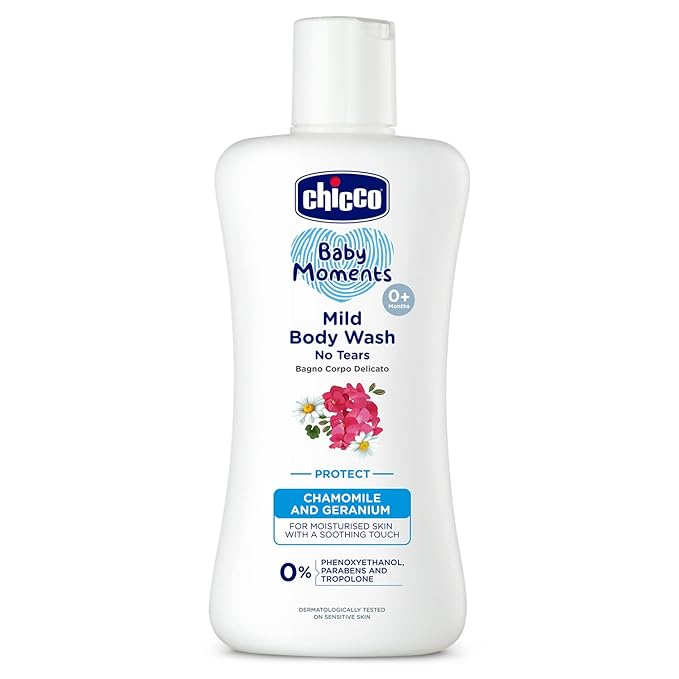 chicco
Baby
Moments
0+
Months
Mild
Body Wash
No Tears
Bagno Corpo Delicato
PROTECT
CHAMOMILE
AND GERANIUM
FOR MOISTURISED SKIN
WITH A SOOTHING TOUCH
0% PHENOXYETHANOL,
PARABENS AND
TROPOLONE
DERMATOLOGICALLY TESTED
ON SENSITIVE SKIN